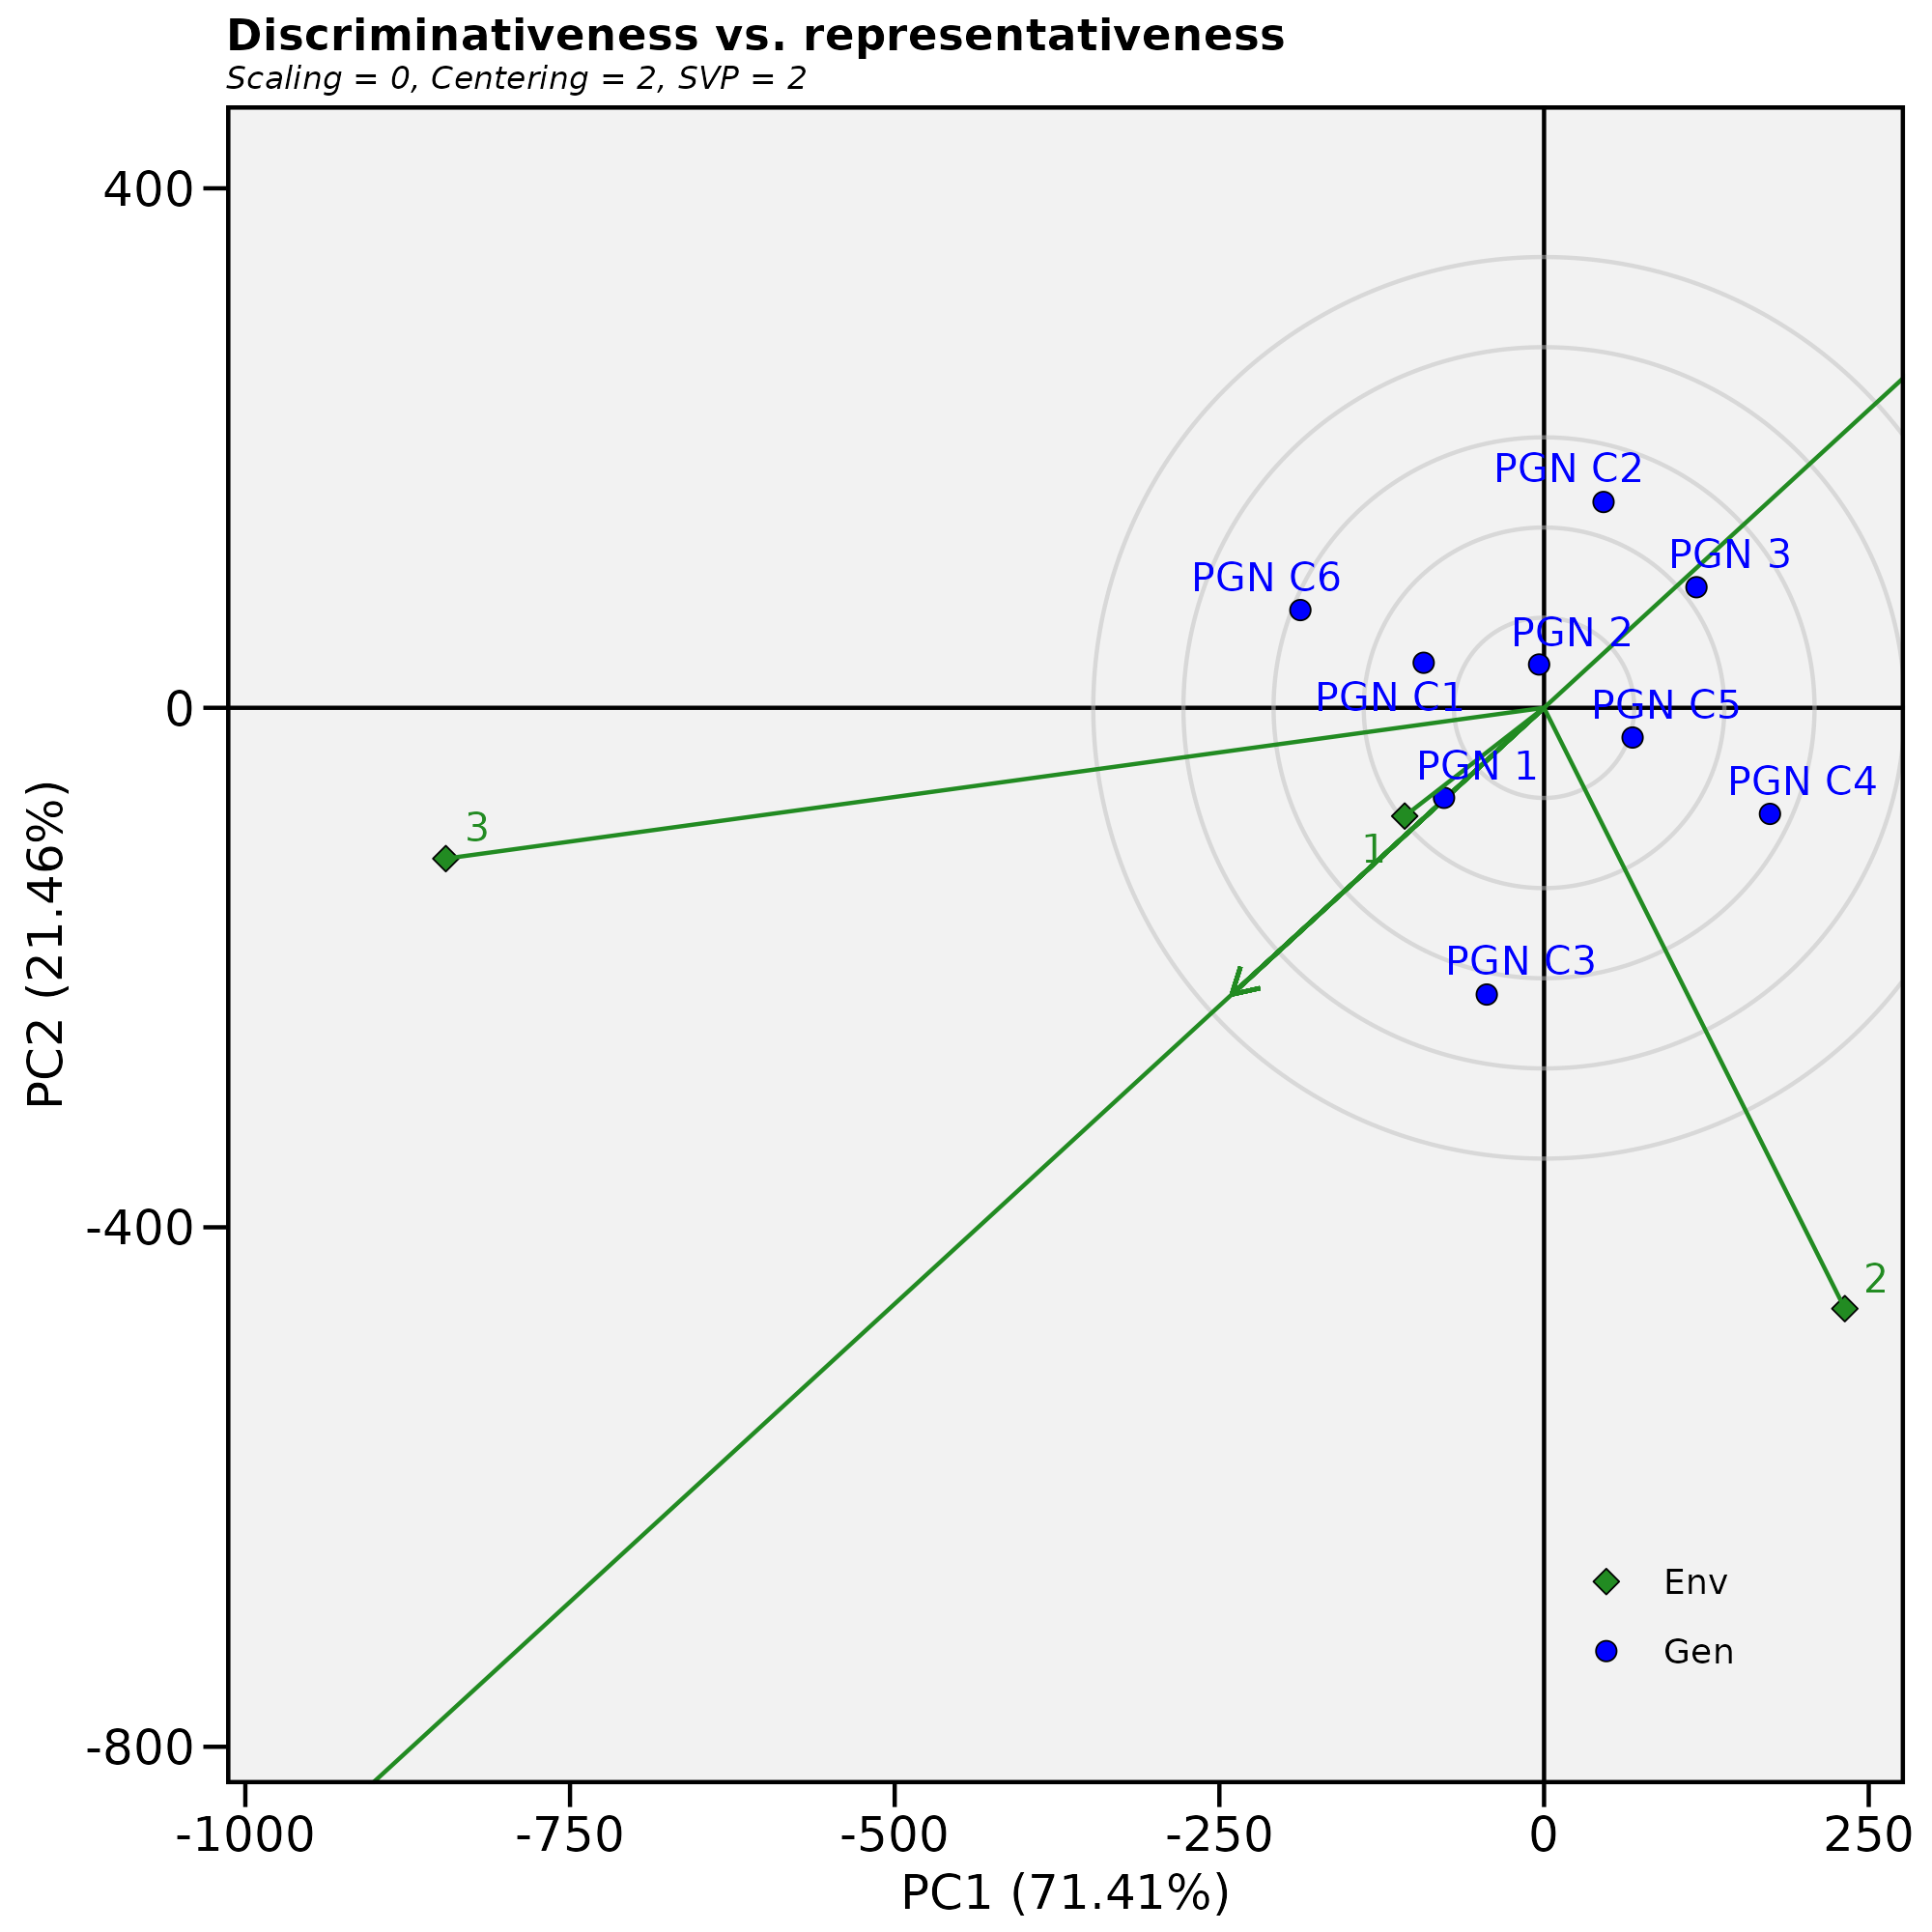 Discriminativeness vs. representativeness
Scaling = 0, Centering = 2, SVP = 2
400
0
-400
-800
PC2 (21.46%)
PGN C2
PGN 3
PGN C6
PGN 2
PGN C1
PGN C5
PGN 1
PGN C4
3
1
PGN C3
2
Env
Gen
-1000
-750
-500
-250
0
250
PC1 (71.41%)